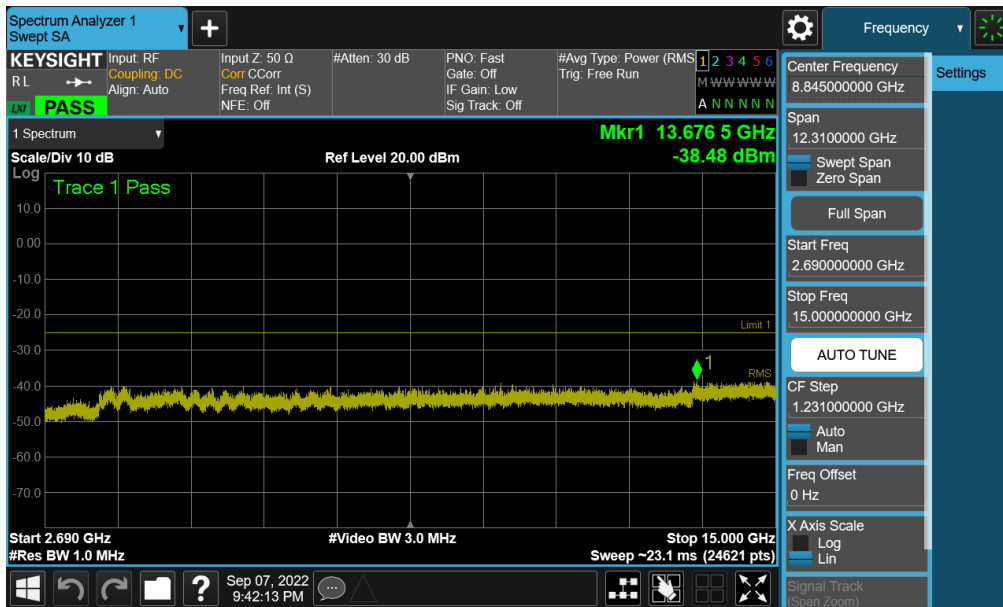 Spectrum Analyzer 1
Swept SA
+
Frequency
KEYSIGHT
R L
LXI
PASS
Input: RF
Coupling: DC
Align: Auto
Input Z: 50 Ω
Corr CCorr
Freq Ref: Int (S)
NFE: Off
#Atten: 30 dB
PNO: Fast
Gate: Off
IF Gain: Low
Sig Track: Off
#Avg Type: Power (RMS
Trig: Free Run
1 2 3 4 5 6
M W W W W W
A N N N N N
1 Spectrum
Scale/Div 10 dB
Ref Level 20.00 dBm
Mkr1 13.676 5 GHz
-38.48 dBm
Log
Trace 1 Pass
10.0
0.00
-10.0
-20.0
Limit 1
-30.0
1
RMS
-40.0
-50.0
-60.0
-70.0
Start 2.690 GHz
#Video BW 3.0 MHz
Stop 15.000 GHz
#Res BW 1.0 MHz
Sweep ~23.1 ms (24621 pts)
Center Frequency
8.845000000 GHz
Settings
Span
12.3100000 GHz
Swept Span
Zero Span
Full Span
Start Freq
2.690000000 GHz
Stop Freq
15.000000000 GHz
AUTO TUNE
CF Step
1.231000000 GHz
Auto
Man
Freq Offset
0 Hz
X Axis Scale
Log
Lin
Signal Track
(Span Zoom)
?
Sep 07, 2022
9:42:13 PM